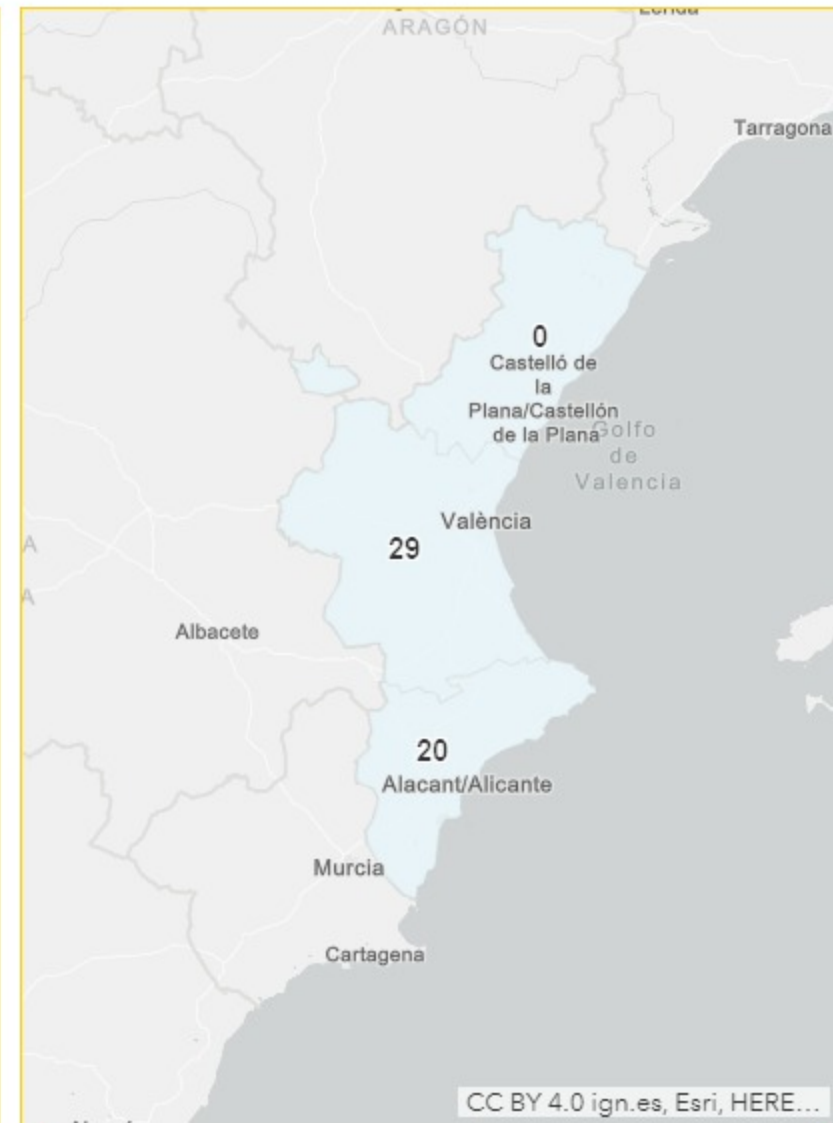 ARAGÓN
Tarragona
0
Castelló de
la
Plana/Castellón
de la Plana
Golfo
de
Valencia
València
29
A
A
Albacete
20
Alacant/Alicante
Murcia
Cartagena
CC BY 4.0 ign.es, Esri, HERE...